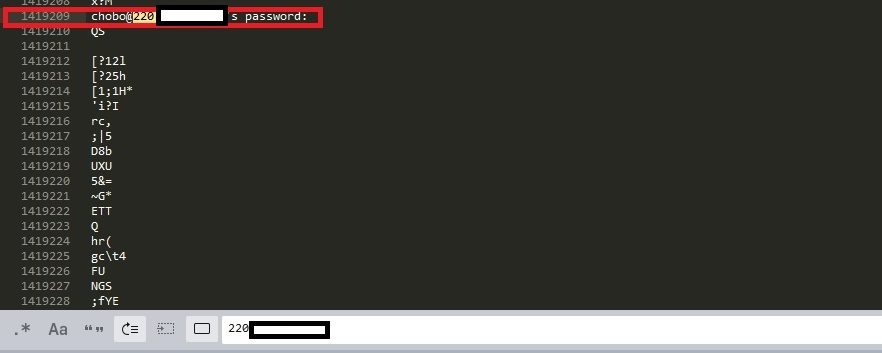 1419208 x?M
1419209 chobo@220 s password:
1419210 QS
1419211
1419212 [?12l
1419213 [?25h
1419214 [1;1H*
1419215 'i?I
1419216 rc,
1419217 ;|5
1419218 D8b
1419219 UXU
1419220 5&=
1419221 ~G*
1419222 ETT
1419223 Q
1419224 hr(
1419225 gc\t4
1419226 FU
1419227 NGS
1419228 ;fYE
.* Aa “” 220